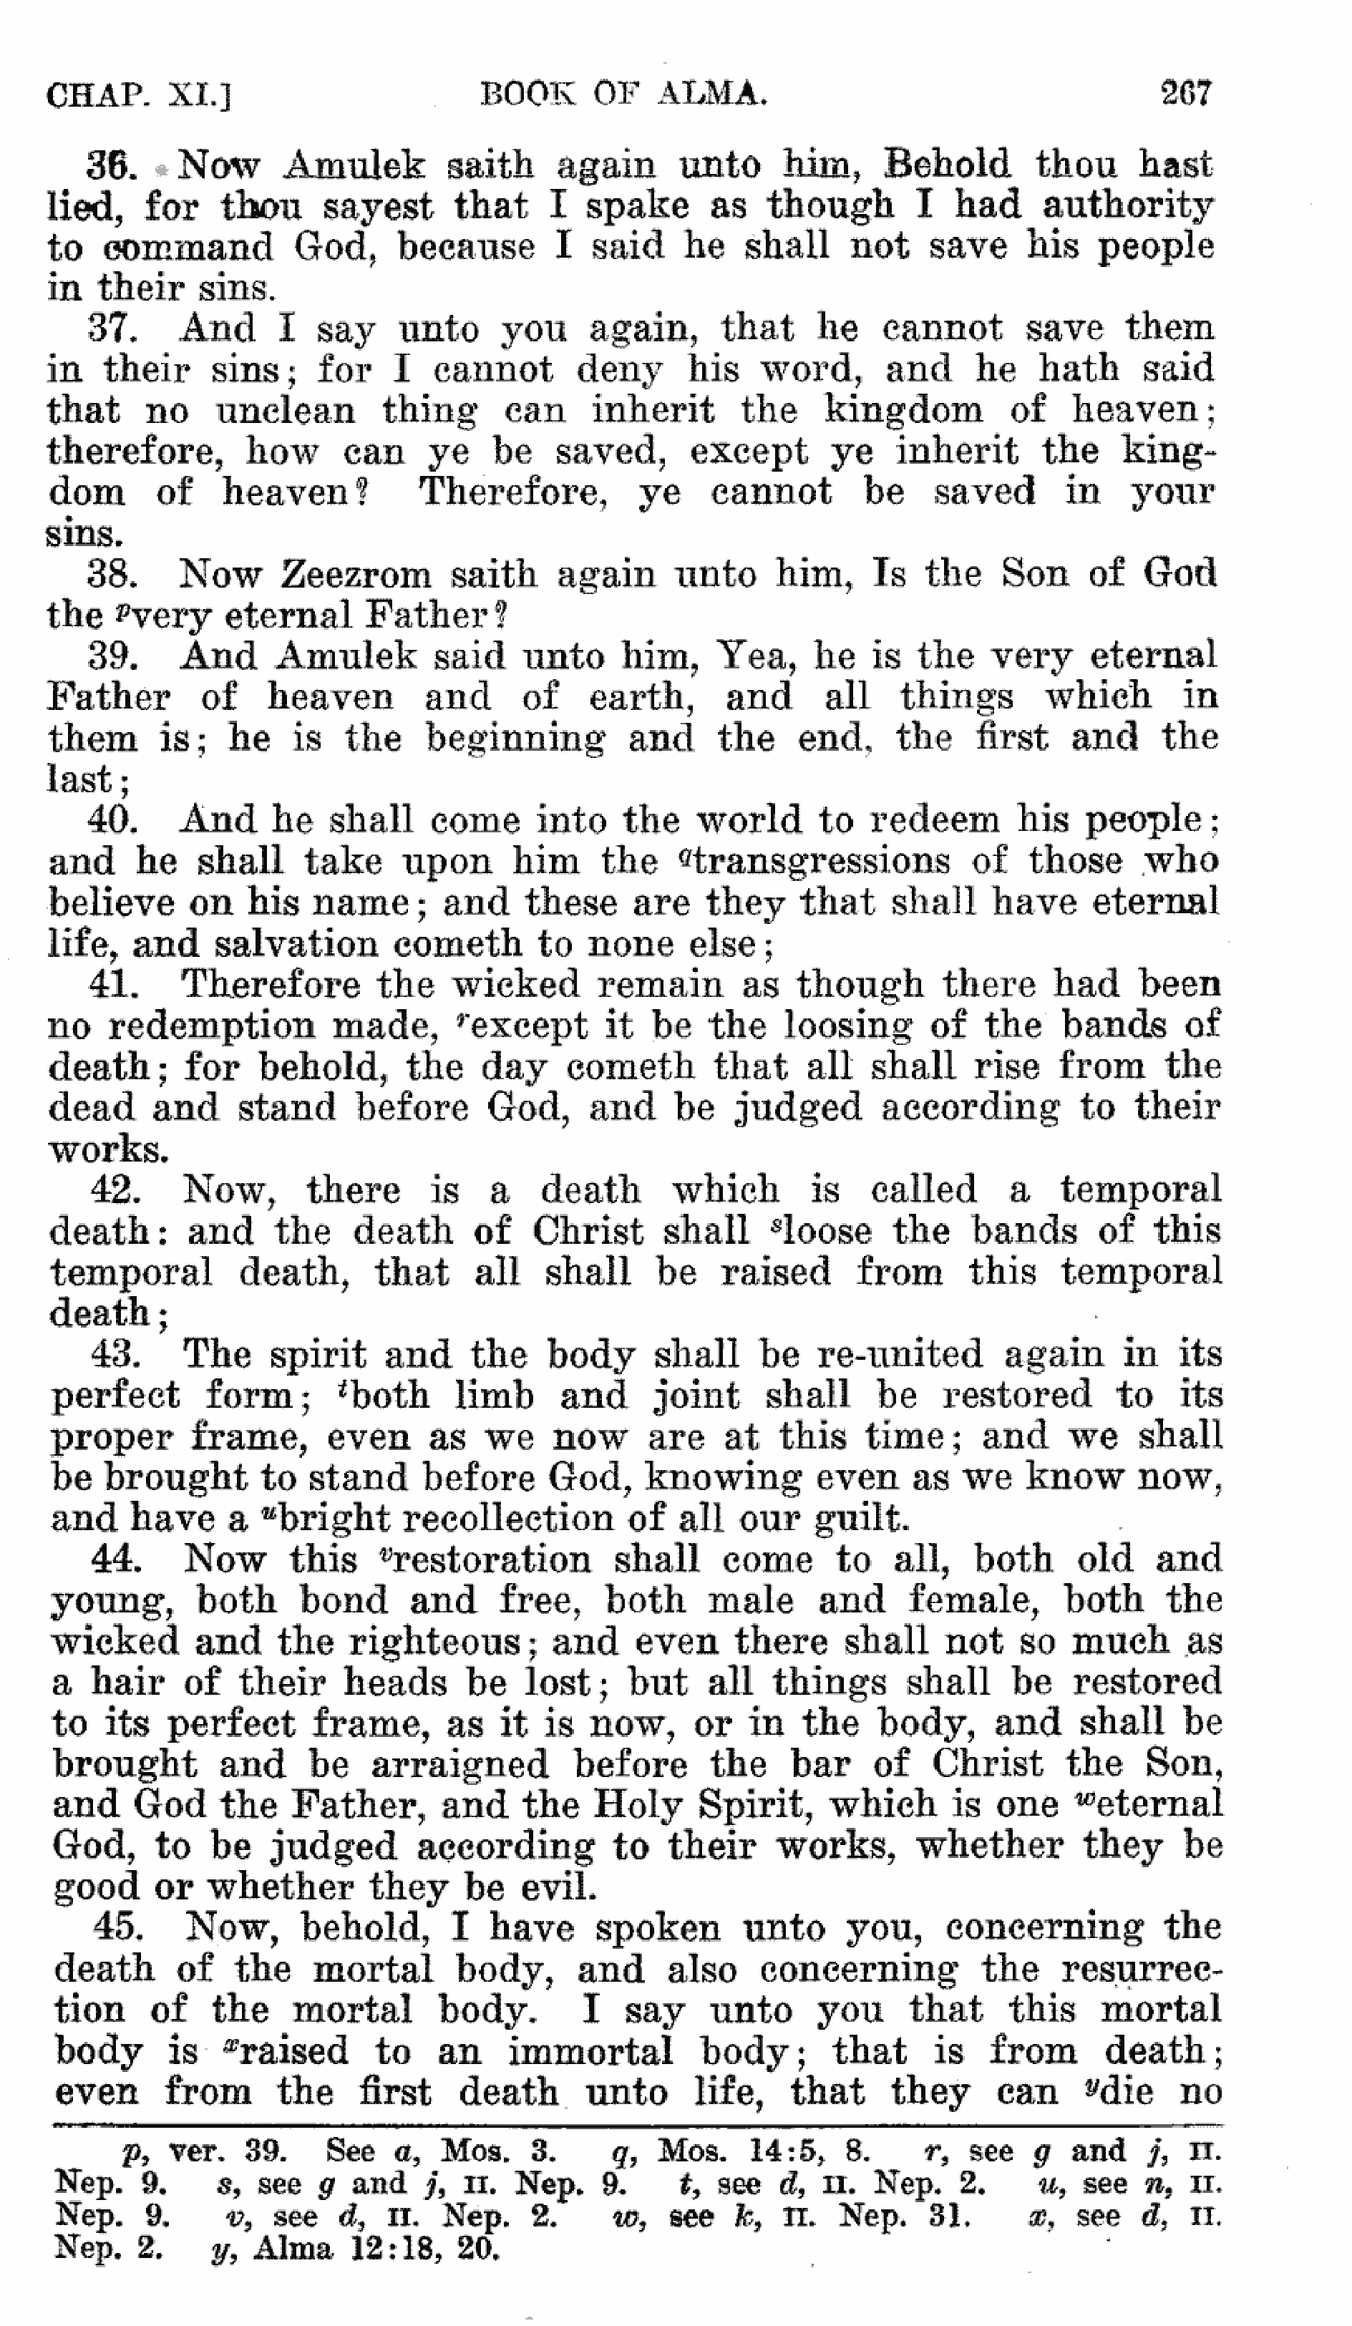 CHAP. XI.] BOOK OF ALMA. 267
36. Now Amulek saith again unto him, Behold thou hast
lied, for thou sayest that I spake as though I had authority
to command God, because I said he shall not save his people
in their sins.
37. And I say unto you again, that he cannot save them
in their sins; for I cannot deny his word, and he hath said
that no unclean thing can inherit the kingdom of heaven;
therefore, how can ye be saved, except ye inherit the king-
dom of heaven? Therefore, ye cannot be saved in your
sins.
38. Now Zeezrom saith again unto him, Is the Son of God
the pvery eternal Father?
39. And Amulek said unto him, Yea, he is the very eternal
Father of heaven and of earth, and all things which in
them is; he is the beginning and the end, the first and the
last;
40. And he shall come into the world to redeem his people;
and he shall take upon him the qtransgressions of those who
believe on his name; and these are they that shall have eternal
life, and salvation cometh to none else;
41. Therefore the wicked remain as though there had been
no redemption made, rexcept it be the loosing of the bands of
death; for behold, the day cometh that all shall rise from the
dead and stand before God, and be judged according to their
works.
42. Now, there is a death which is called a temporal
death: and the death of Christ shall sloose the bands of this
temporal death, that all shall be raised from this temporal
death;
43. The spirit and the body shall be re-united again in its
perfect form; tboth limb and joint shall be restored to its
proper frame, even as we now are at this time; and we shall
be brought to stand before God, knowing even as we know now,
and have a ubright recollection of all our guilt.
44. Now this vrestoration shall come to all, both old and
young, both bond and free, both male and female, both the
wicked and the righteous; and even there shall not so much as
a hair of their heads be lost; but all things shall be restored
to its perfect frame, as it is now, or in the body, and shall be
brought and be arraigned before the bar of Christ the Son,
and God the Father, and the Holy Spirit, which is one weternal
God, to be judged according to their works, whether they be
good or whether they be evil.
45. Now, behold, I have spoken unto you, concerning the
death of the mortal body, and also concerning the resurrec-
tion of the mortal body. I say unto you that this mortal
body is xraised to an immortal body; that is from death;
even from the first death unto life, that they can ydie no
p, ver. 39. See a, Mos. 3. q, Mos. 14:5, 8. r, see g and j, II.
Nep. 9. s, see g and j, II. Nep. 9. t, see d, II. Nep. 2. u, see n, II.
Nep. 9. v, see d, II. Nep. 2. w, see k, II. Nep. 31. x, see d, II.
Nep. 2. y, Alma 12:18, 20.